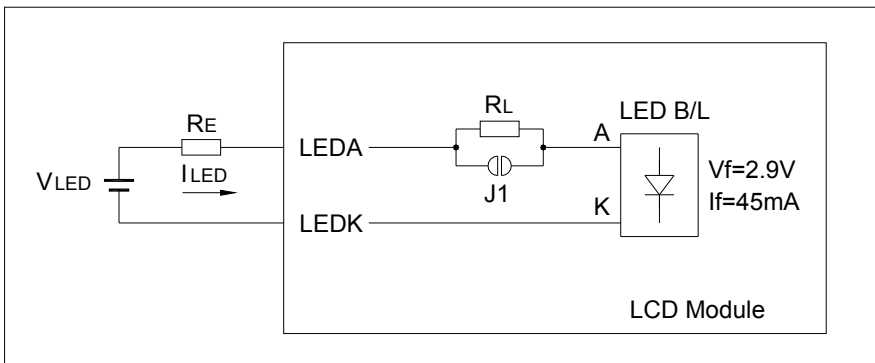 RL
LED B/L
RE
A
LEDA
VLED
ILED
J1
Vf=2.9V
If=45mA
K
LEDK
LCD Module